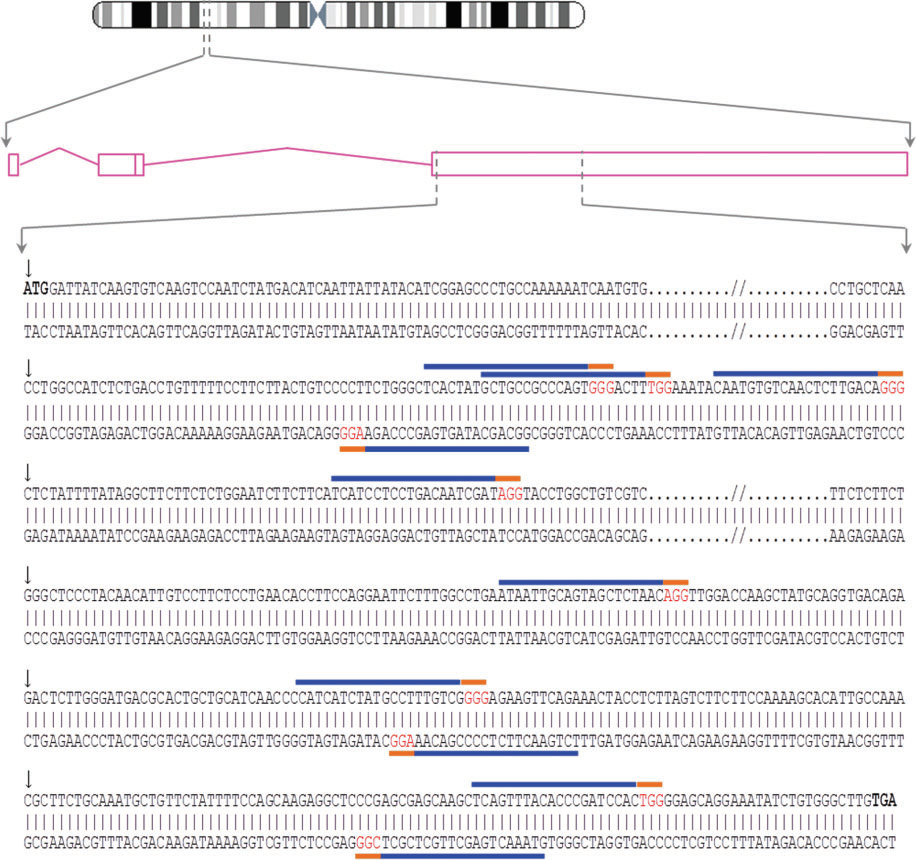 ATGGATTATCAAGTGTCAAGTCCAATCTATGACATCAATTATTATACATCGGAGCCCTGCCAAAAAATCAATGTG..........//..........CCTGCTCAA
TACCTAATAGTTCACAGTTCAGGTTAGATACTGTAGTTAATAATATGTAGCCTCGGGACGGTTTTTTAGTTACAC..........//..........GGACGAGTT
CCTGGCCATCTCTGACCTGTTTTTCCTTCTTACTGTCCCCTTCTGGGCTCACTATGCTGCCGCCCAGTGGGACTTTGGAAATACAATGTGTCAACTCTTGACAGGG
GGACCGGTAGAGACTGGACAAAAAGGAAGAATGACAGGGGAAGACCCGAGTGATACGACGGCGGGTCACCCTGAAACCTTTATGTTACACAGTTGAGAACTGTCCC
CTCTATTTTATAGGCTTCTTCTCTGGAATCTTCTTCATCATCCTCCTGACAATCGATAGGTACCTGGCTGTCGTC..........//..........TTCTCTTCT
GAGATAAAATATCCGAAGAAGAGACCTTAGAAGAAGTAGTAGGAGGACTGTTAGCTATCCATGGACCGACAGCAG..........//..........AAGAGAAGA
GGGCTCCCTACAACATTGTCCTTCTCCTGAACACCTTCCAGGAATTCTTTGGCCTGAATAATTGCAGTAGCTCTAACAGGTTGGACCAAGCTATGCAGGTGACAGA
CCCGAGGGATGTTGTAACAGGAAGAGGACTTGTGGAAGGTCCTTAAGAAACCGGACTTATTAACGTCATCGAGATTGTCCAACCTGGTTCGATACGTCCACTGTCT
GACTCTTGGGATGACGCACTGCTGCATCAACCCCATCATCTATGCCTTTGTCGGGGAGAAGTTCAGAAACTACCTCTTAGTCTTCTTCCAAAAGCACATTGCCAAA
CTGAGAACCCTACTGCGTGACGACGTAGTTGGGGTAGTAGATACGGAAACAGCCCCTCTTCAAGTCTTTGATGGAGAATCAGAAGAAGGTTTTCGTGTAACGGTTT
CGCTTCTGCAAATGCTGTTCTATTTTCCAGCAAGAGGCTCCCGAGCGAGCAAGCTCAGTTTACACCCGATCCACTGGGGAGCAGGAAATATCTGTGGGCTTGTGA
GCGAAGACGTTTACGACAAGATAAAAGGTCGTTCTCCGAGGGCTCGCTCGTTCGAGTCAAATGTGGGCTAGGTGACCCCTCGTCCTTTATAGACACCCGAACACT